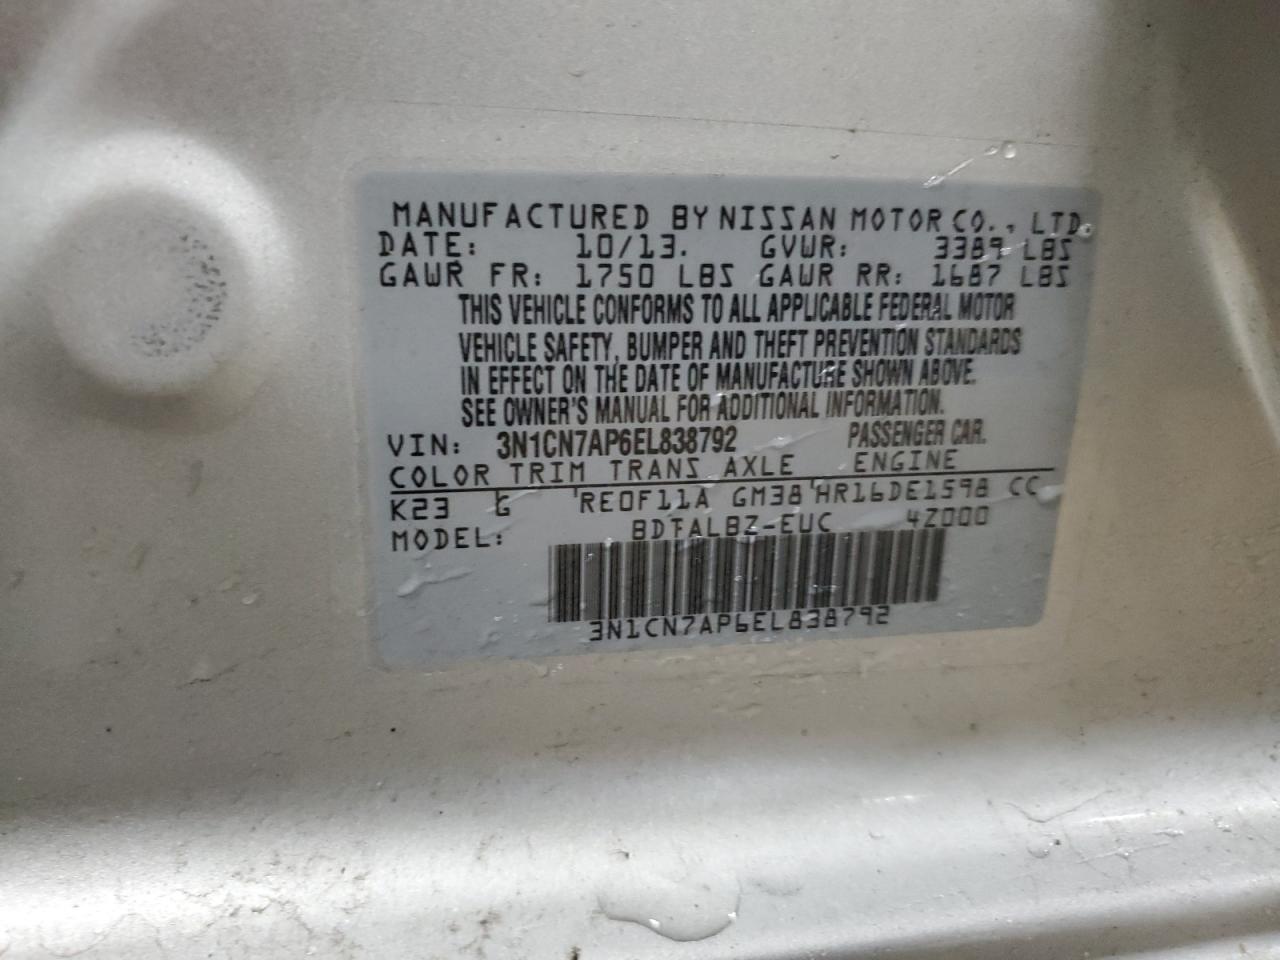 MANUFACTURED BY NISSAN MOTOR CO., LTD.
DATE: 10/13. GVWR: 3389 LBS
GAWR FR: 1750 LBS GAWR RR: 1687 LBS
THIS VEHICLE CONFORMS TO ALL APPLICABLE FEDERAL MOTOR
VEHICLE SAFETY, BUMPER AND THEFT PREVENTION STANDARDS
IN EFFECT ON THE DATE OF MANUFACTURE SHOWN ABOVE.
SEE OWNER'S MANUAL FOR ADDITIONAL INFORMATION.
VIN: 3N1CN7AP6EL838792 PASSENGER CAR.
COLOR TRIM TRANS AXLE ENGINE
K23 G RE0F11A GM38 HR16DE1598 CC
MODEL: BDTALBZ-EUC 4Z000
3N1CN7AP6EL838792